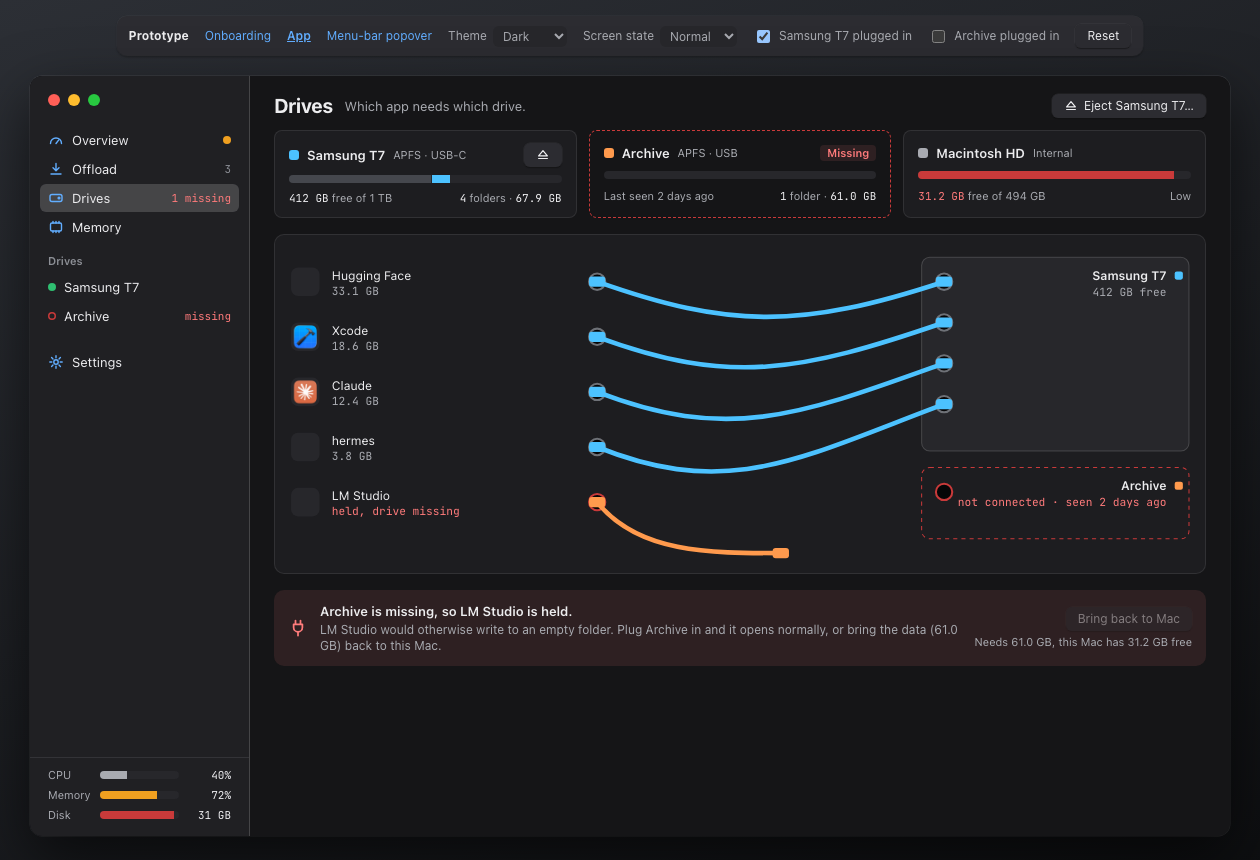 Prototype Onboarding App Menu-bar popover Theme Dark Screen state Normal Samsung T7 plugged in Archive plugged in Reset
Overview
Offload 3
Drives 1 missing
Memory
Drives
Samsung T7
Archive missing
Settings
CPU 40%
Memory 72%
Disk 31 GB
Drives Which app needs which drive. Eject Samsung T7…
Samsung T7 APFS · USB-C
412 GB free of 1 TB 4 folders · 67.9 GB
Archive APFS · USB Missing
Last seen 2 days ago 1 folder · 61.0 GB
Macintosh HD Internal
31.2 GB free of 494 GB Low
Hugging Face
33.1 GB
Xcode
18.6 GB
Claude
12.4 GB
hermes
3.8 GB
LM Studio
held, drive missing
Samsung T7
412 GB free
Archive
not connected · seen 2 days ago
Archive is missing, so LM Studio is held.
LM Studio would otherwise write to an empty folder. Plug Archive in and it opens normally, or bring the data (61.0
GB) back to this Mac.
Bring back to Mac
Needs 61.0 GB, this Mac has 31.2 GB free